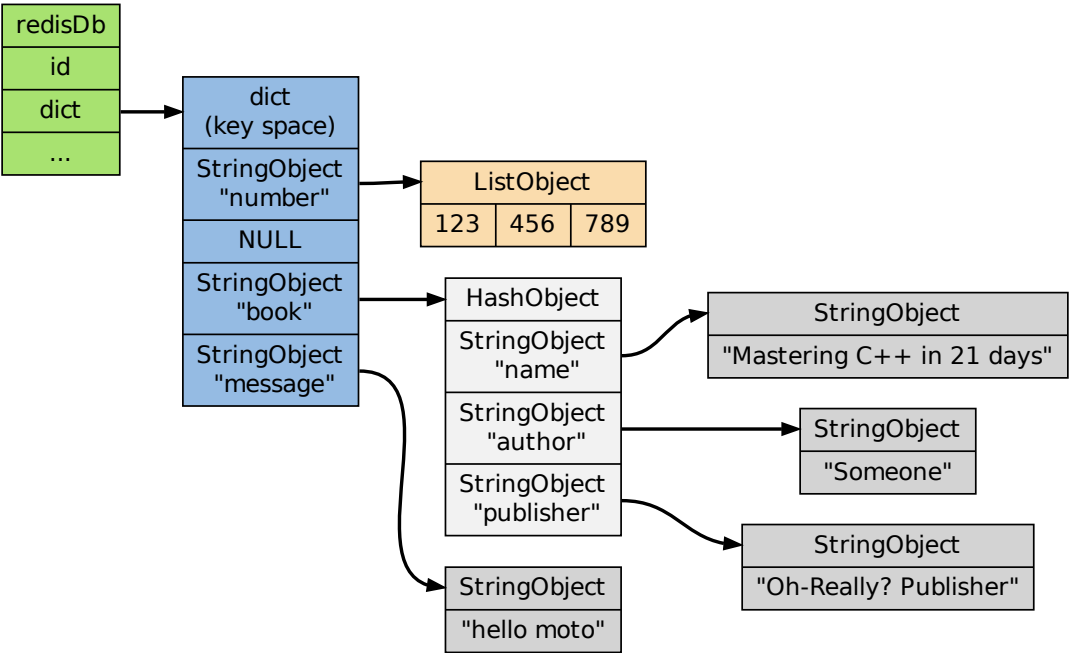 redisDb
id
dict
...
dict
(key space)
StringObject
"number"
NULL
StringObject
"book"
StringObject
"message"
ListObject
123 456 789
HashObject
StringObject
"name"
StringObject
"author"
StringObject
"publisher"
StringObject
"Mastering C++ in 21 days"
StringObject
"Someone"
StringObject
"Oh-Really? Publisher"
StringObject
"hello moto"